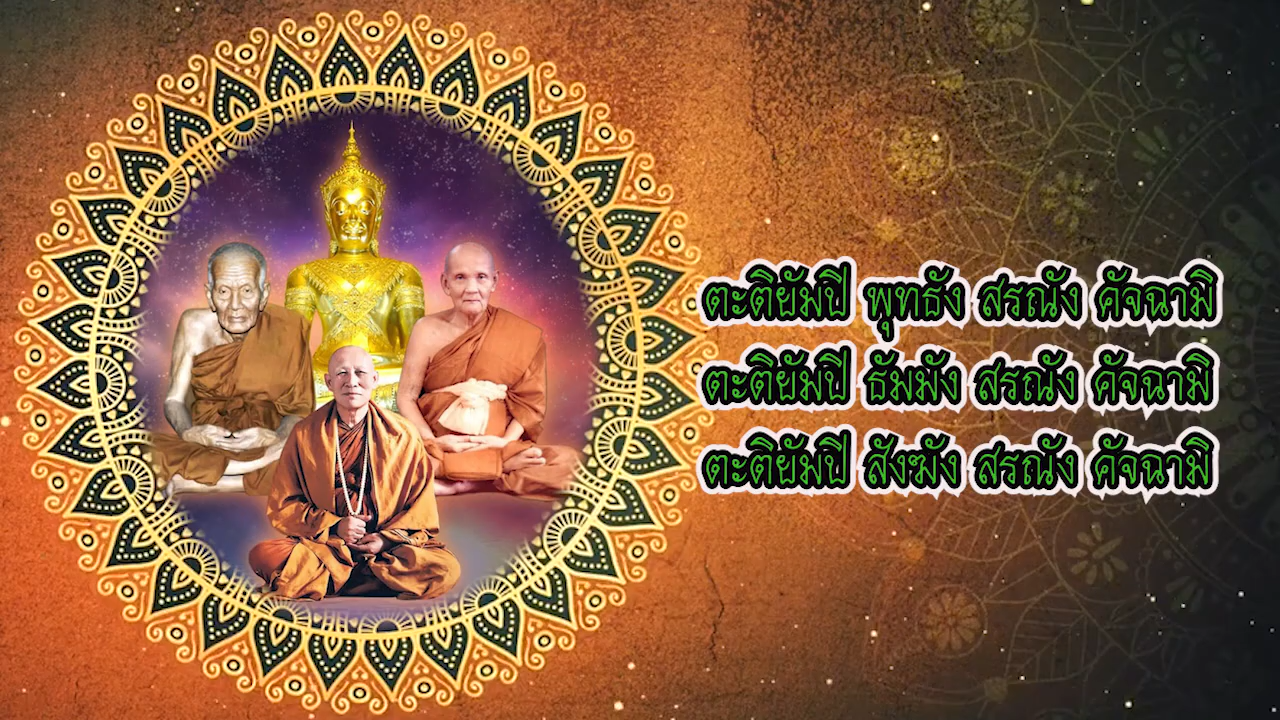 ตะติยัมปี พุทธัง สรณัง คัจฉามิ
ตะติยัมปี ธัมมัง สรณัง คัจฉามิ
ตะติยัมปี สังฆัง สรณัง คัจฉามิ